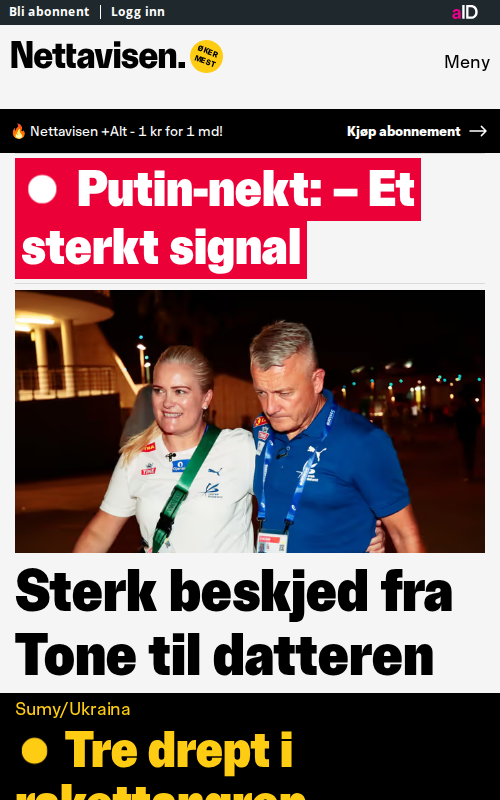 Bli abonnent | Logg inn
aID
Nettavisen.
ØKER
MEST
Meny
🔥 Nettavisen +Alt - 1 kr for 1 md!
Kjøp abonnement →
Putin-nekt: – Et
sterkt signal
Sterk beskjed fra
Tone til datteren
Sumy/Ukraina
Tre drept i
rakettangrep